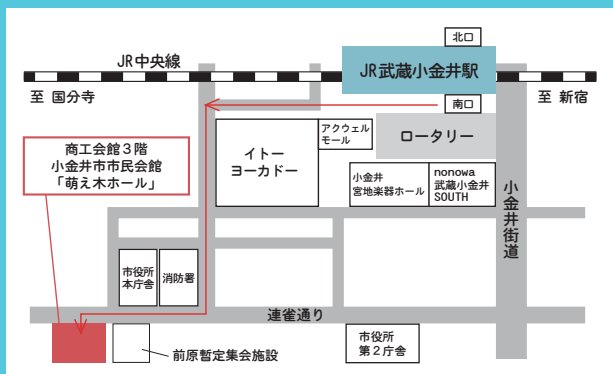 北口
JR中央線
JR武蔵小金井駅
至 国分寺
南口
至 新宿
商工会館3階
小金井市市民会館
「萌え木ホール」
アクウェル
モール
ロータリー
イトー
ヨーカドー
小金井
宮地楽器ホール
nonowa
武蔵小金井
SOUTH
小金井街道
市役所
本庁舎
消防署
連雀通り
前原暫定集会施設
市役所
第2庁舎